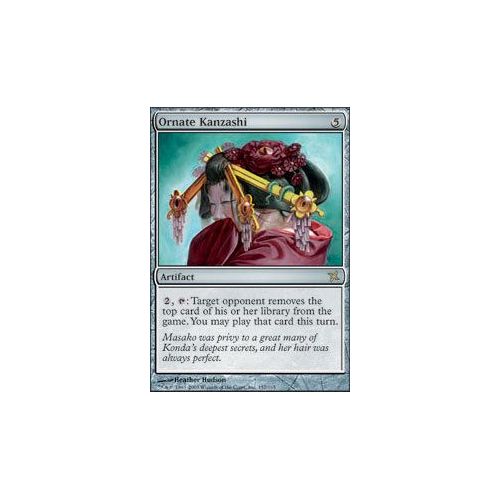 Ornate Kanzashi 5
Artifact
2, : Target opponent removes the
top card of his or her library from the
game. You may play that card this turn.
Masako was privy to a great many of
Konda's deepest secrets, and her hair was
always perfect.
Heather Hudson